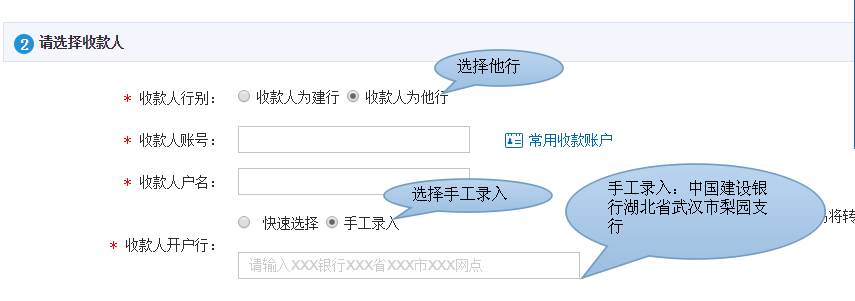 2 请选择收款人
选择他行
* 收款人行别： 收款人为建行 收款人为他行
* 收款人账号： 常用收款账户
* 收款人户名：
选择手工录入
手工录入：中国建设银
行湖北省武汉市梨园支
行
快速选择 手工录入
将转
* 收款人开户行：
请输入XXX银行XXX省XXX市XXX网点